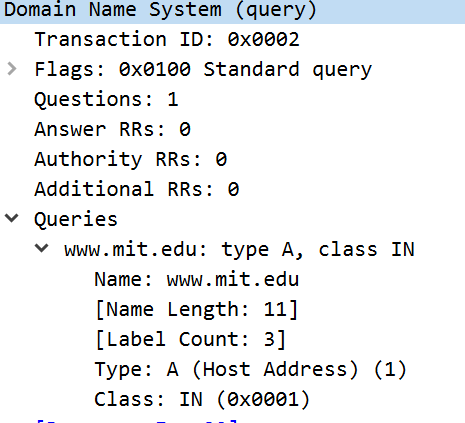 Domain Name System (query)
Transaction ID: 0x0002
Flags: 0x0100 Standard query
Questions: 1
Answer RRs: 0
Authority RRs: 0
Additional RRs: 0
Queries
www.mit.edu: type A, class IN
Name: www.mit.edu
[Name Length: 11]
[Label Count: 3]
Type: A (Host Address) (1)
Class: IN (0x0001)